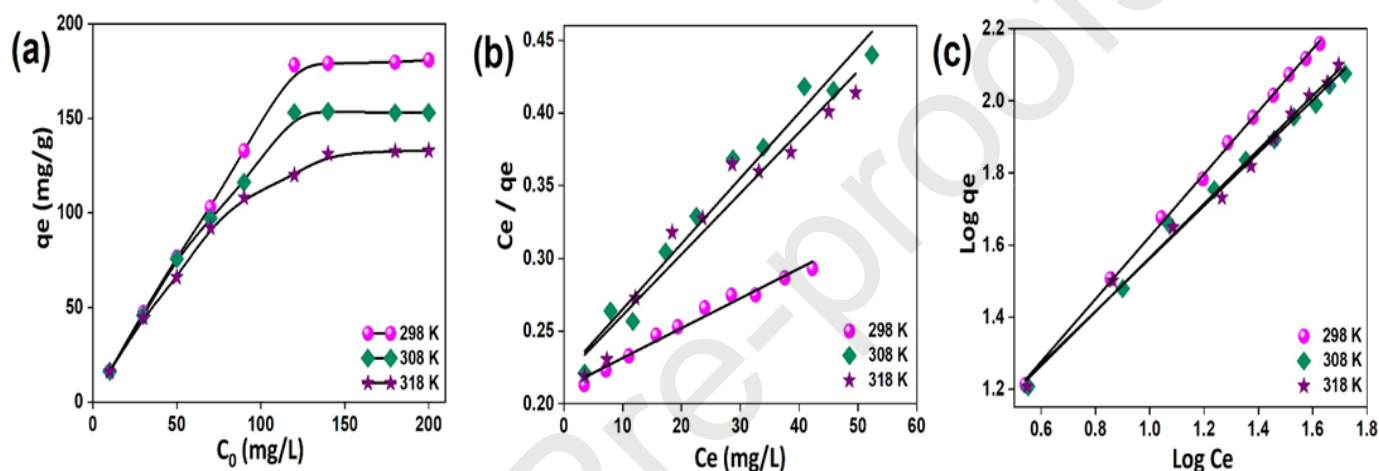 (a)
200
150
100
50
0
qe (mg/g)
0 50 100 150 200
C₀ (mg/L)
298 K
308 K
318 K
(b)
0.45
0.40
0.35
0.30
0.25
0.20
Ce / qe
0 10 20 30 40 50 60
Ce (mg/L)
298 K
308 K
318 K
(c)
2.2
2.0
1.8
1.6
1.4
1.2
Log qe
0.6 0.8 1.0 1.2 1.4 1.6 1.8
Log Ce
298 K
308 K
318 K
Pre-proof